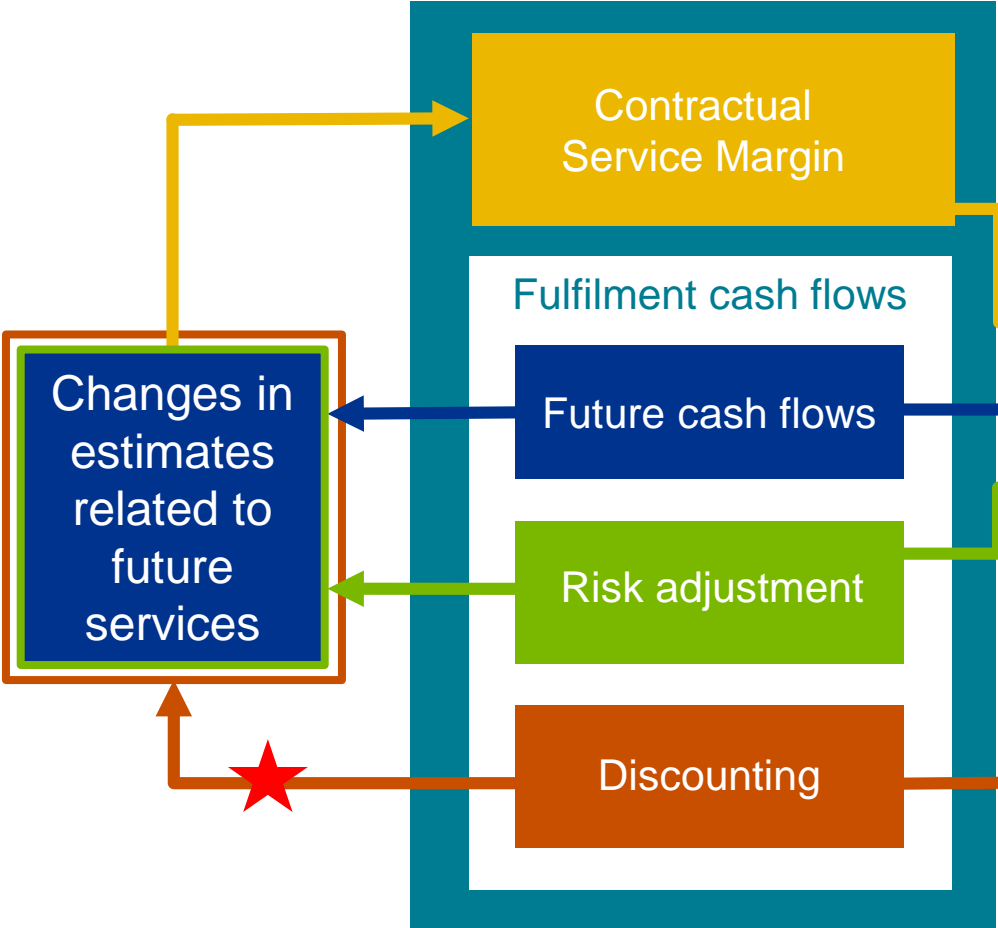 Contractual
Service Margin
Fulfilment cash flows
Changes in
estimates
related to
future
services
Future cash flows
Risk adjustment
Discounting